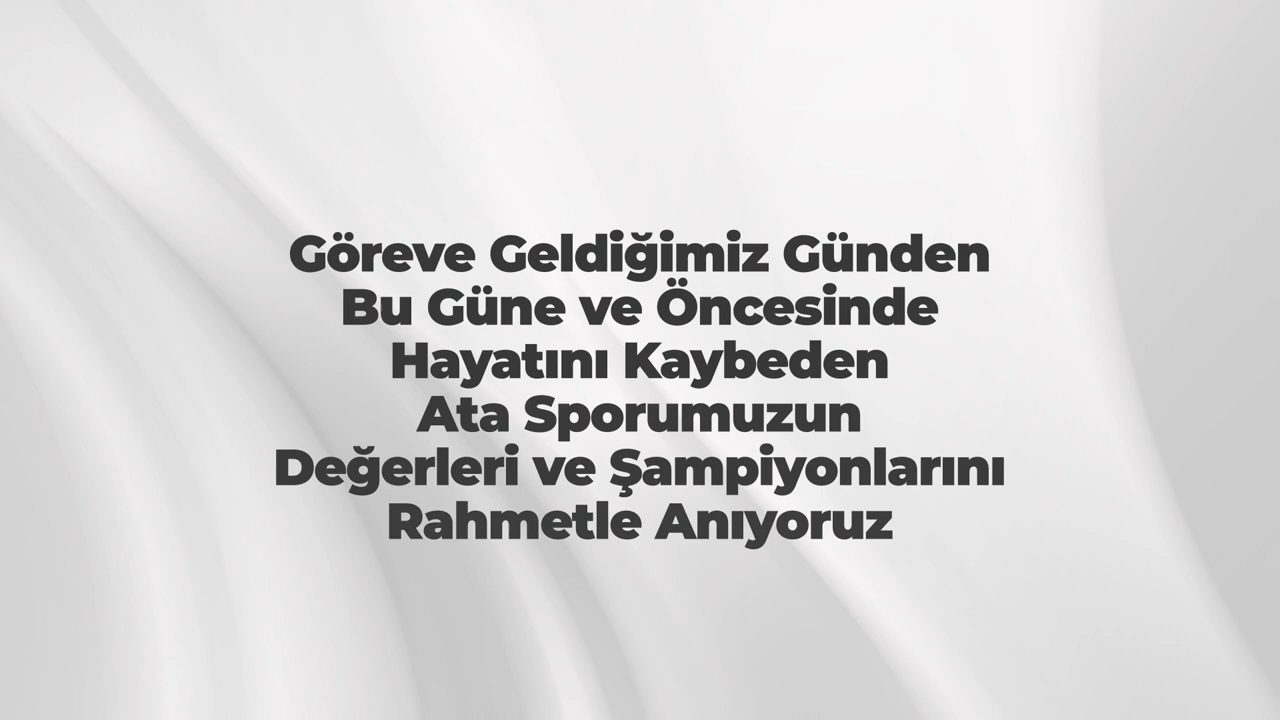 Göreve Geldiğimiz Günden
Bu Güne ve Öncesinde
Hayatını Kaybeden
Ata Sporumuzun
Değerleri ve Şampiyonlarını
Rahmetle Anıyoruz